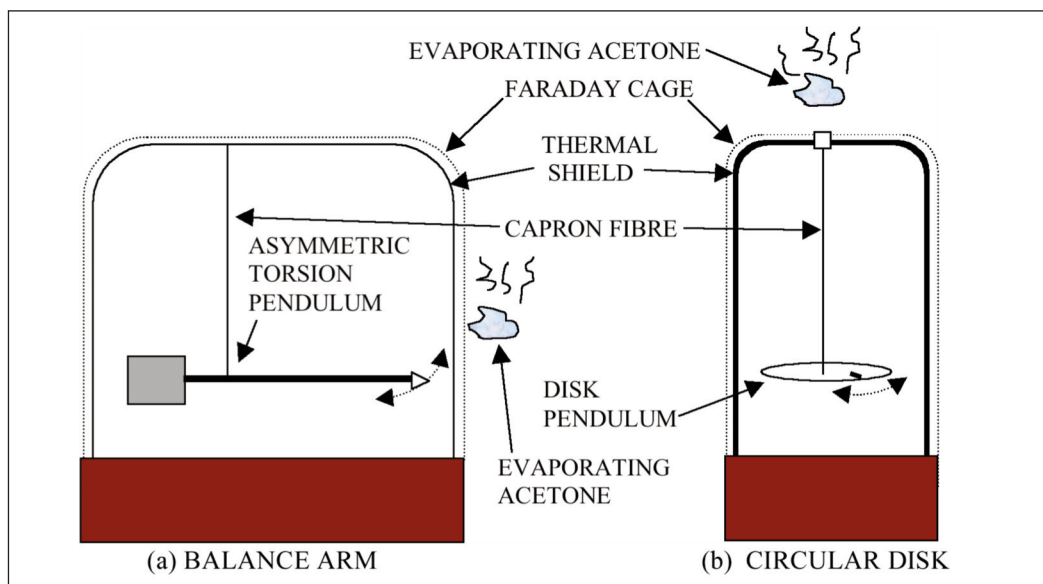 EVAPORATING ACETONE
FARADAY CAGE
THERMAL
SHIELD
CAPRON FIBRE
ASYMMETRIC
TORSION
PENDULUM
DISK
PENDULUM
EVAPORATING
ACETONE
(a) BALANCE ARM
(b) CIRCULAR DISK